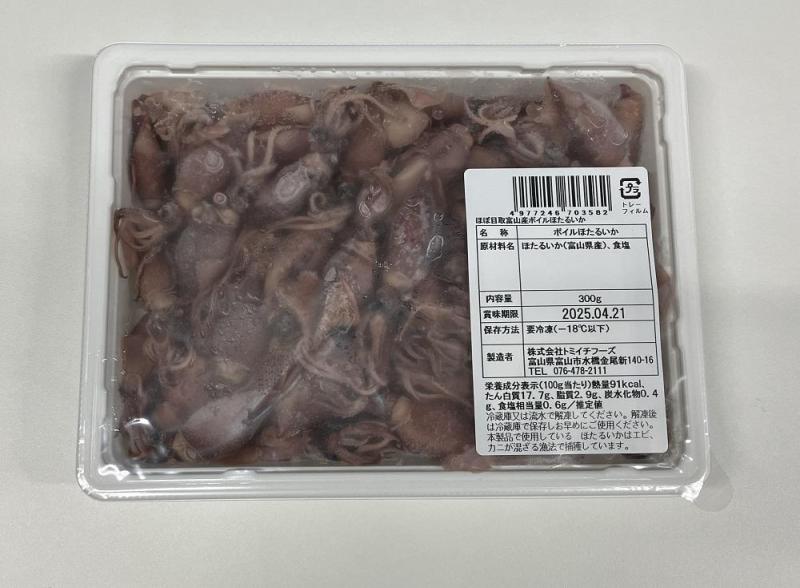 4977246 703582
プラ
トレー
フィルム
ほぼ目取富山産ボイルほたるいか
名 称 ボイルほたるいか
原材料名 ほたるいか(富山県産)、食塩
内容量 300g
賞味期限 2025.04.21
保存方法 要冷凍(−18℃以下)
製造者 株式会社トミイチフーズ
富山県富山市水橋金尾新140-16
TEL 076-478-2111
栄養成分表示(100g当たり)熱量91kcal、
たん白質17.7g、脂質2.9g、炭水化物0.4
g、食塩相当量0.6g/推定値
冷蔵庫又は流水で解凍してください。解凍後
は冷蔵庫で保存しお早めにご使用ください。
本製品で使用している ほたるいかはエビ、
カニが混ざる漁法で捕獲しています。